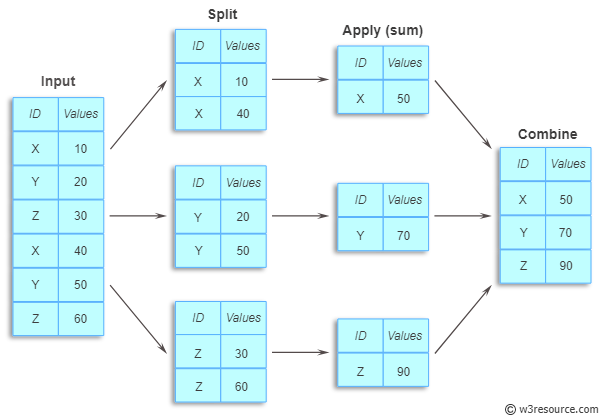 Input
ID Values
X 10
Y 20
Z 30
X 40
Y 50
Z 60
Split
ID Values
X 10
X 40
ID Values
Y 20
Y 50
ID Values
Z 30
Z 60
Apply (sum)
ID Values
X 50
ID Values
Y 70
ID Values
Z 90
Combine
ID Values
X 50
Y 70
Z 90
© w3resource.com